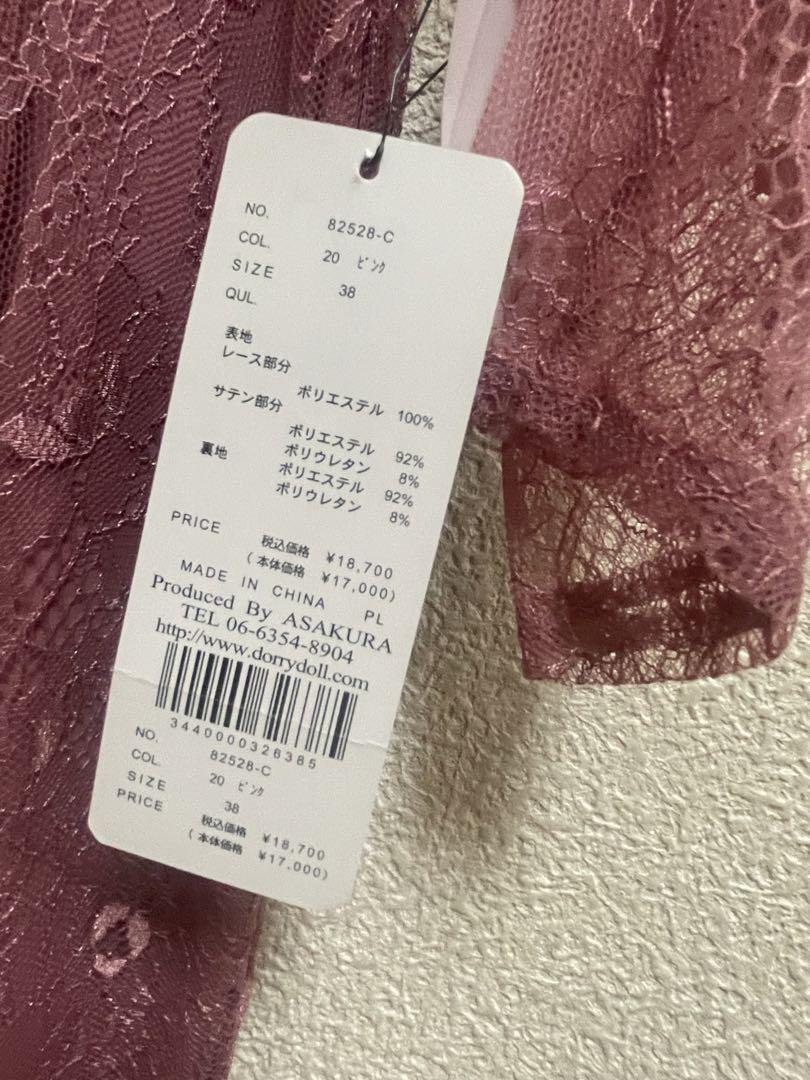 NO. 82528-C
COL. 20 ピンク
SIZE 38
QUL.
表地
レース部分
ポリエステル 100%
サテン部分
ポリエステル 92%
ポリウレタン 8%
裏地
ポリエステル 92%
ポリウレタン 8%
PRICE 税込価格 ¥18,700
(本体価格 ¥17,000)
MADE IN CHINA PL
Produced By ASAKURA
TEL 06-6354-8904
http://www.dorrydoll.com
3440000328385
NO. 82528-C
COL. 20 ピンク
SIZE 38
PRICE 税込価格 ¥18,700
(本体価格 ¥17,000)